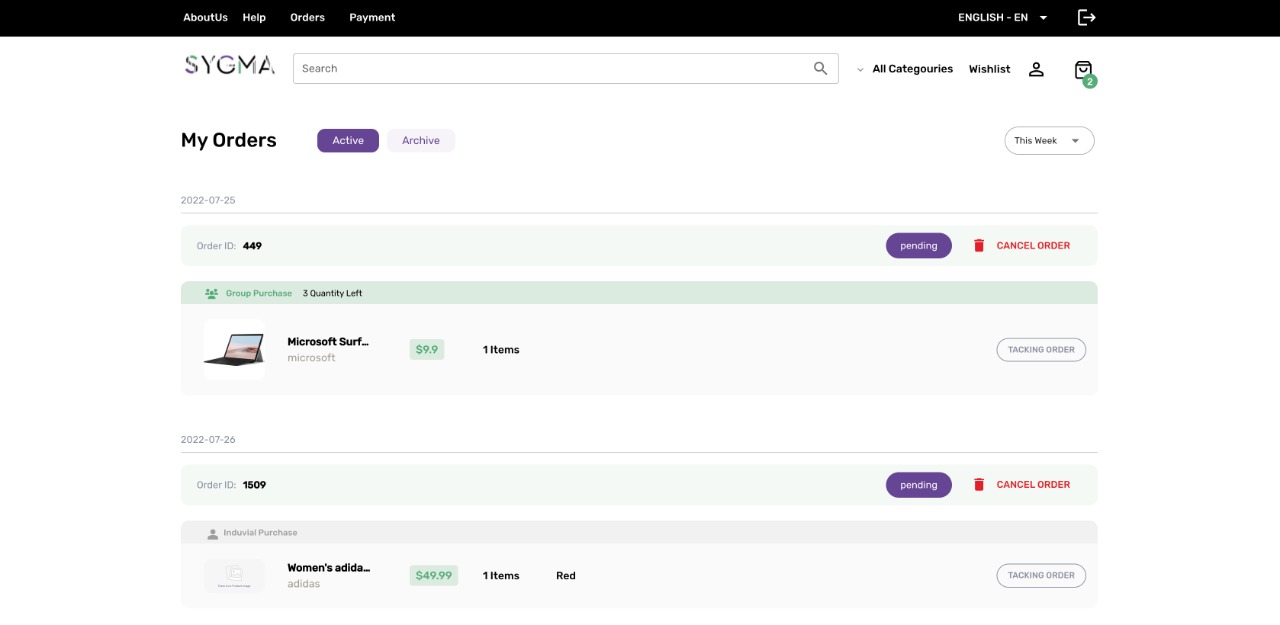 AboutUs Help Orders Payment ENGLISH - EN
SYGMA Search All Categouries Wishlist 2
My Orders Active Archive This Week
2022-07-25
Order ID: 449 pending CANCEL ORDER
Group Purchase 3 Quantity Left
Microsoft Surf...
microsoft
$9.9 1 Items TACKING ORDER
2022-07-26
Order ID: 1509 pending CANCEL ORDER
Induvial Purchase
Women's adida...
adidas
$49.99 1 Items Red TACKING ORDER